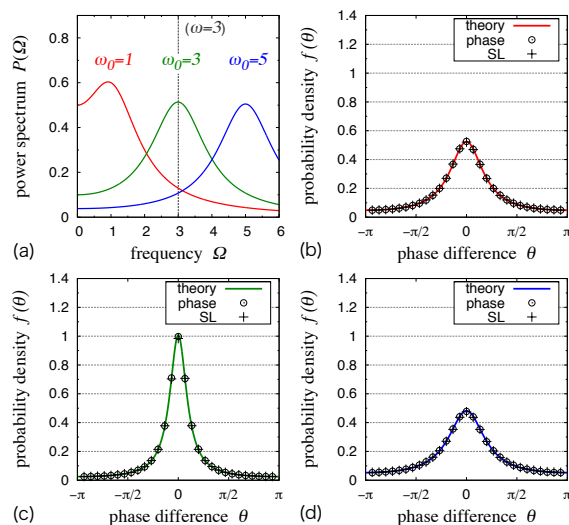 (ω=3)
ω0=1
ω0=3
ω0=5
power spectrum P(Ω)
0.8
0.6
0.4
0.2
0
0 1 2 3 4 5 6
frequency Ω
(a)
theory
phase
SL
probability density f(θ)
1.4
1.2
1
0.8
0.6
0.4
0.2
0
−π −π/2 0 π/2 π
phase difference θ
(b)
theory
phase
SL
probability density f(θ)
1.4
1.2
1
0.8
0.6
0.4
0.2
0
−π −π/2 0 π/2 π
phase difference θ
(c)
theory
phase
SL
probability density f(θ)
1.4
1.2
1
0.8
0.6
0.4
0.2
0
−π −π/2 0 π/2 π
phase difference θ
(d)